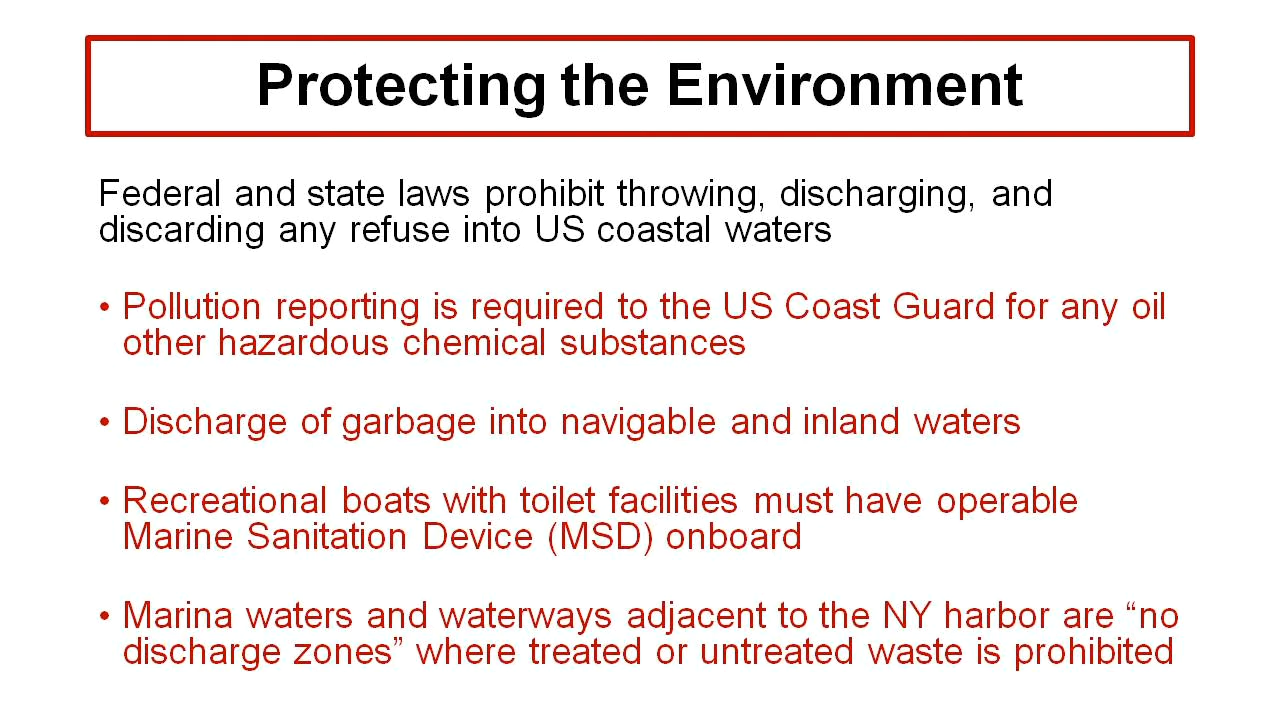 Protecting the Environment
Federal and state laws prohibit throwing, discharging, and
discarding any refuse into US coastal waters
• Pollution reporting is required to the US Coast Guard for any oil
other hazardous chemical substances
• Discharge of garbage into navigable and inland waters
• Recreational boats with toilet facilities must have operable
Marine Sanitation Device (MSD) onboard
• Marina waters and waterways adjacent to the NY harbor are “no
discharge zones” where treated or untreated waste is prohibited